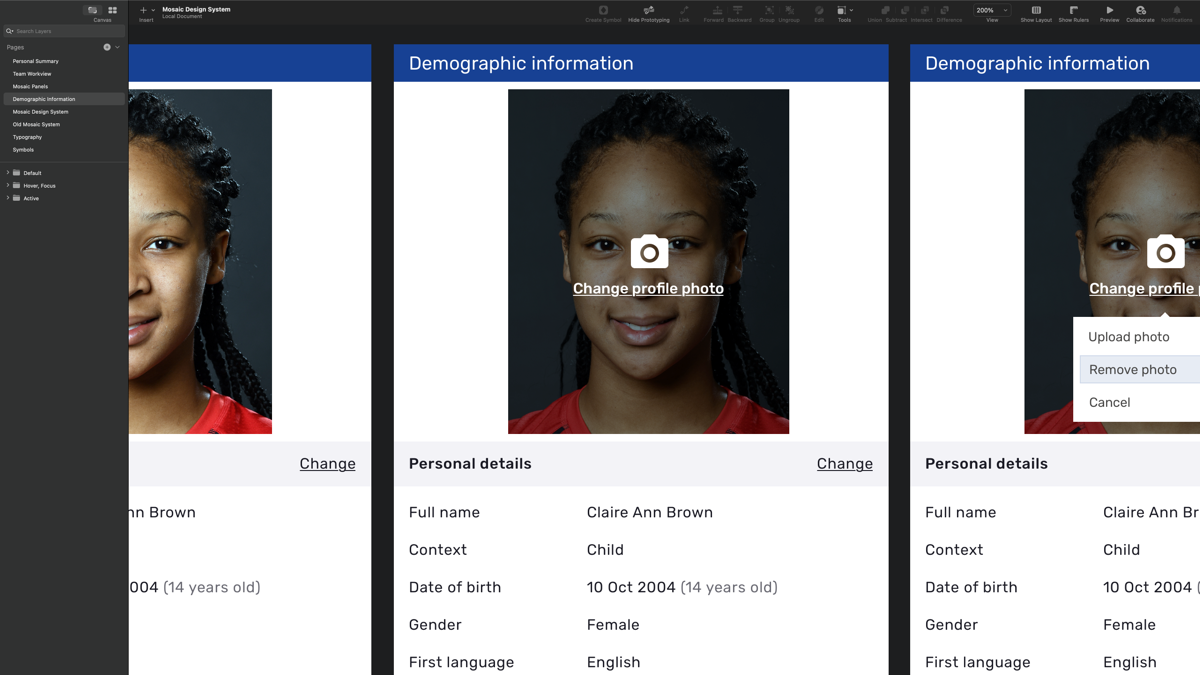 Canvas
Search Layers
Pages
Personal Summary
Team Workview
Mosaic Panels
Demographic Information
Mosaic Design System
Old Mosaic System
Typography
Symbols
Default
Hover, Focus
Active
Insert
Mosaic Design System
Local Document
Create Symbol
Hide Prototyping
Link
Forward
Backward
Group
Ungroup
Edit
Tools
Union
Subtract
Intersect
Difference
200%
View
Show Layout
Show Rulers
Preview
Collaborate
Notifications
Change
nn Brown
004 (14 years old)
Demographic information
Change profile photo
Personal details Change
Full name Claire Ann Brown
Context Child
Date of birth 10 Oct 2004 (14 years old)
Gender Female
First language English
Demographic information
Change profile p
Upload photo
Remove photo
Cancel
Personal details
Full name Claire Ann Br
Context Child
Date of birth 10 Oct 2004 (
Gender Female
First language English